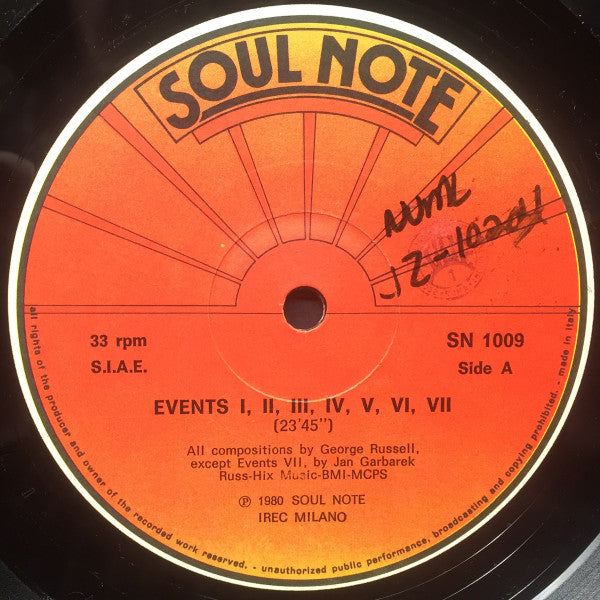 SOUL NOTE
33 rpm
S.I.A.E.
SN 1009
Side A
EVENTS I, II, III, IV, V, VI, VII
(23'45")
All compositions by George Russell,
except Events VII, by Jan Garbarek
Russ-Hix Music-BMI-MCPS
℗ 1980 SOUL NOTE
IREC MILANO
all rights of the producer and owner of the recorded work reserved. - unauthorized public performance, broadcasting and copying prohibited. - made in italy